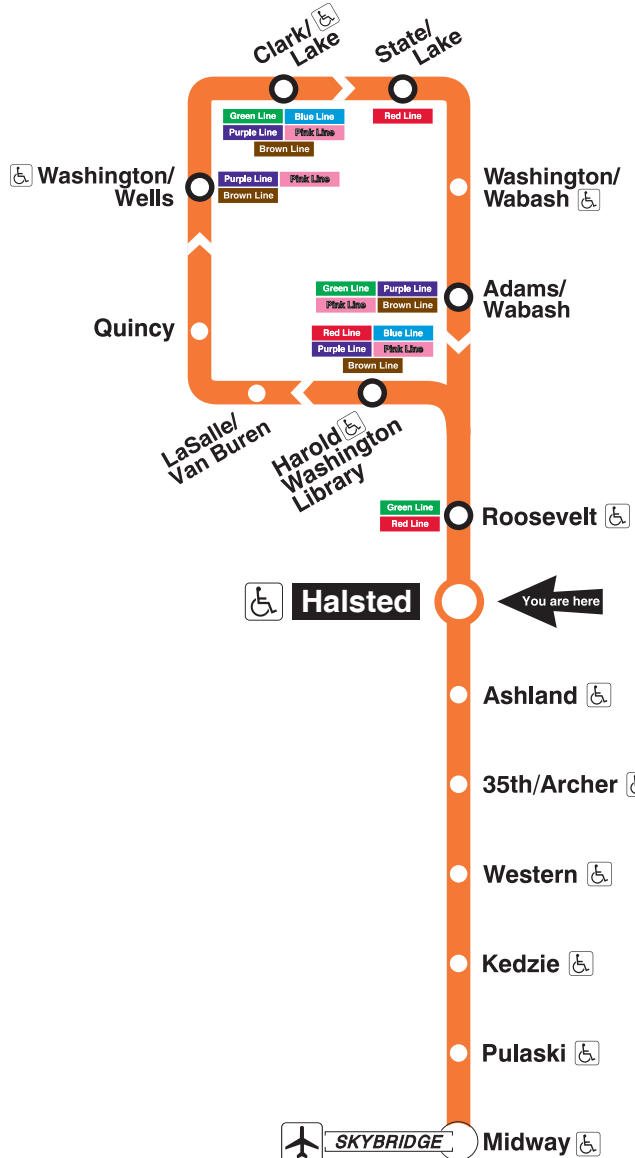 Clark/
Lake
State/
Lake
Green Line
Blue Line
Purple Line
Pink Line
Brown Line
Red Line
Washington/
Wells
Purple Line
Pink Line
Brown Line
Washington/
Wabash
Green Line
Purple Line
Pink Line
Brown Line
Adams/
Wabash
Quincy
Red Line
Blue Line
Purple Line
Pink Line
Brown Line
LaSalle/
Van Buren
Harold
Washington
Library
Green Line
Red Line
Roosevelt
Halsted
You are here
Ashland
35th/Archer
Western
Kedzie
Pulaski
SKYBRIDGE
Midway